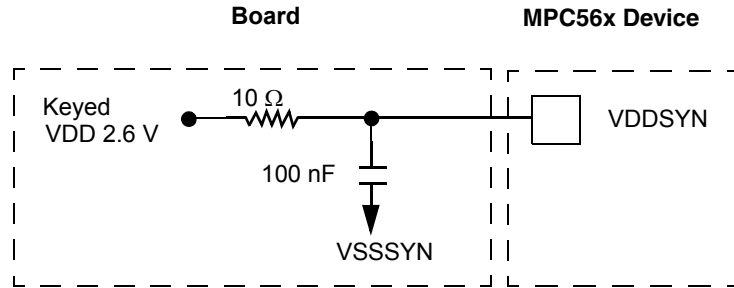 Board
MPC56x Device
Keyed
VDD 2.6 V
10 Ω
VDDSYN
100 nF
VSSSYN